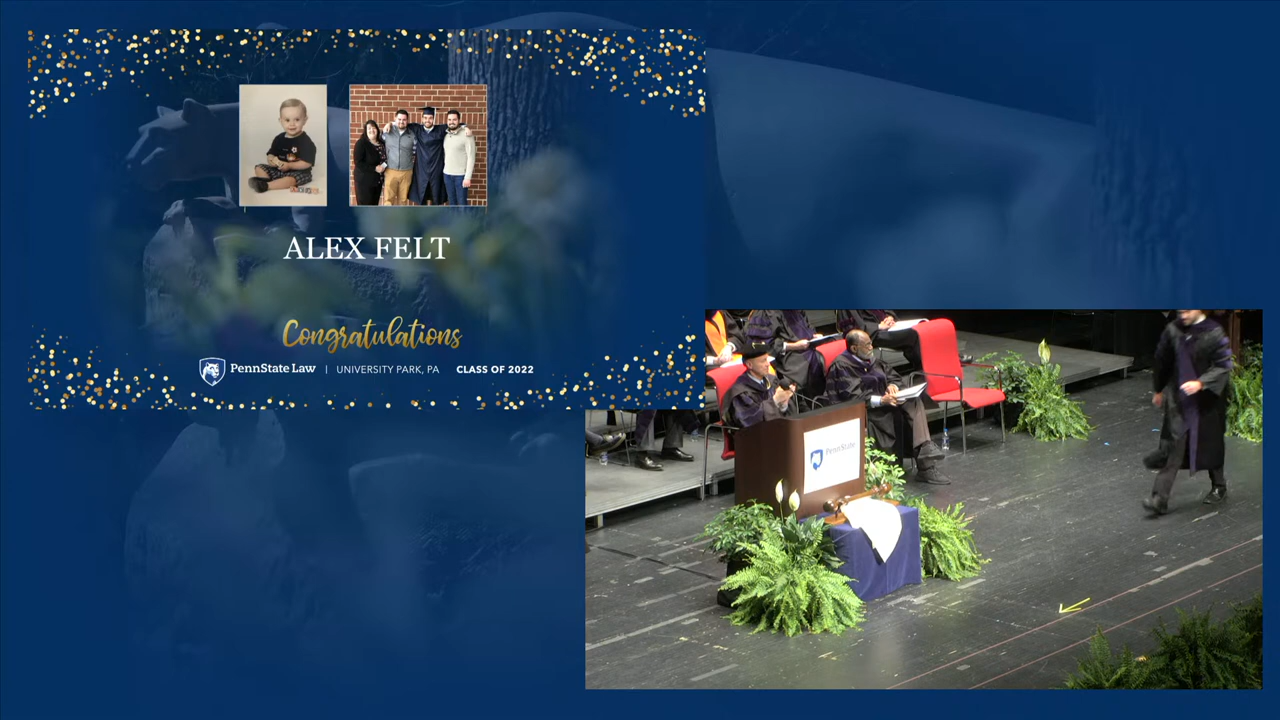 ALEX FELT
Congratulations
PennState Law | UNIVERSITY PARK, PA CLASS OF 2022
PennState